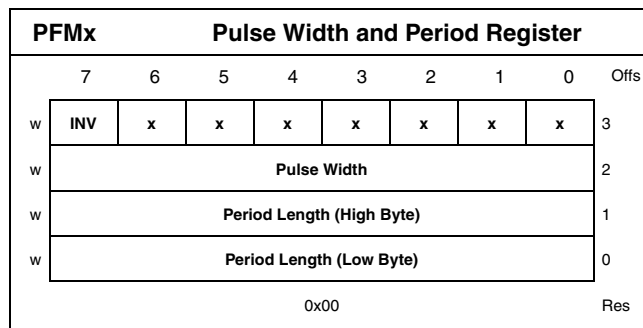 PFMx Pulse Width and Period Register
7 6 5 4 3 2 1 0 Offs
w INV x x x x x x x 3
w Pulse Width 2
w Period Length (High Byte) 1
w Period Length (Low Byte) 0
0x00 Res